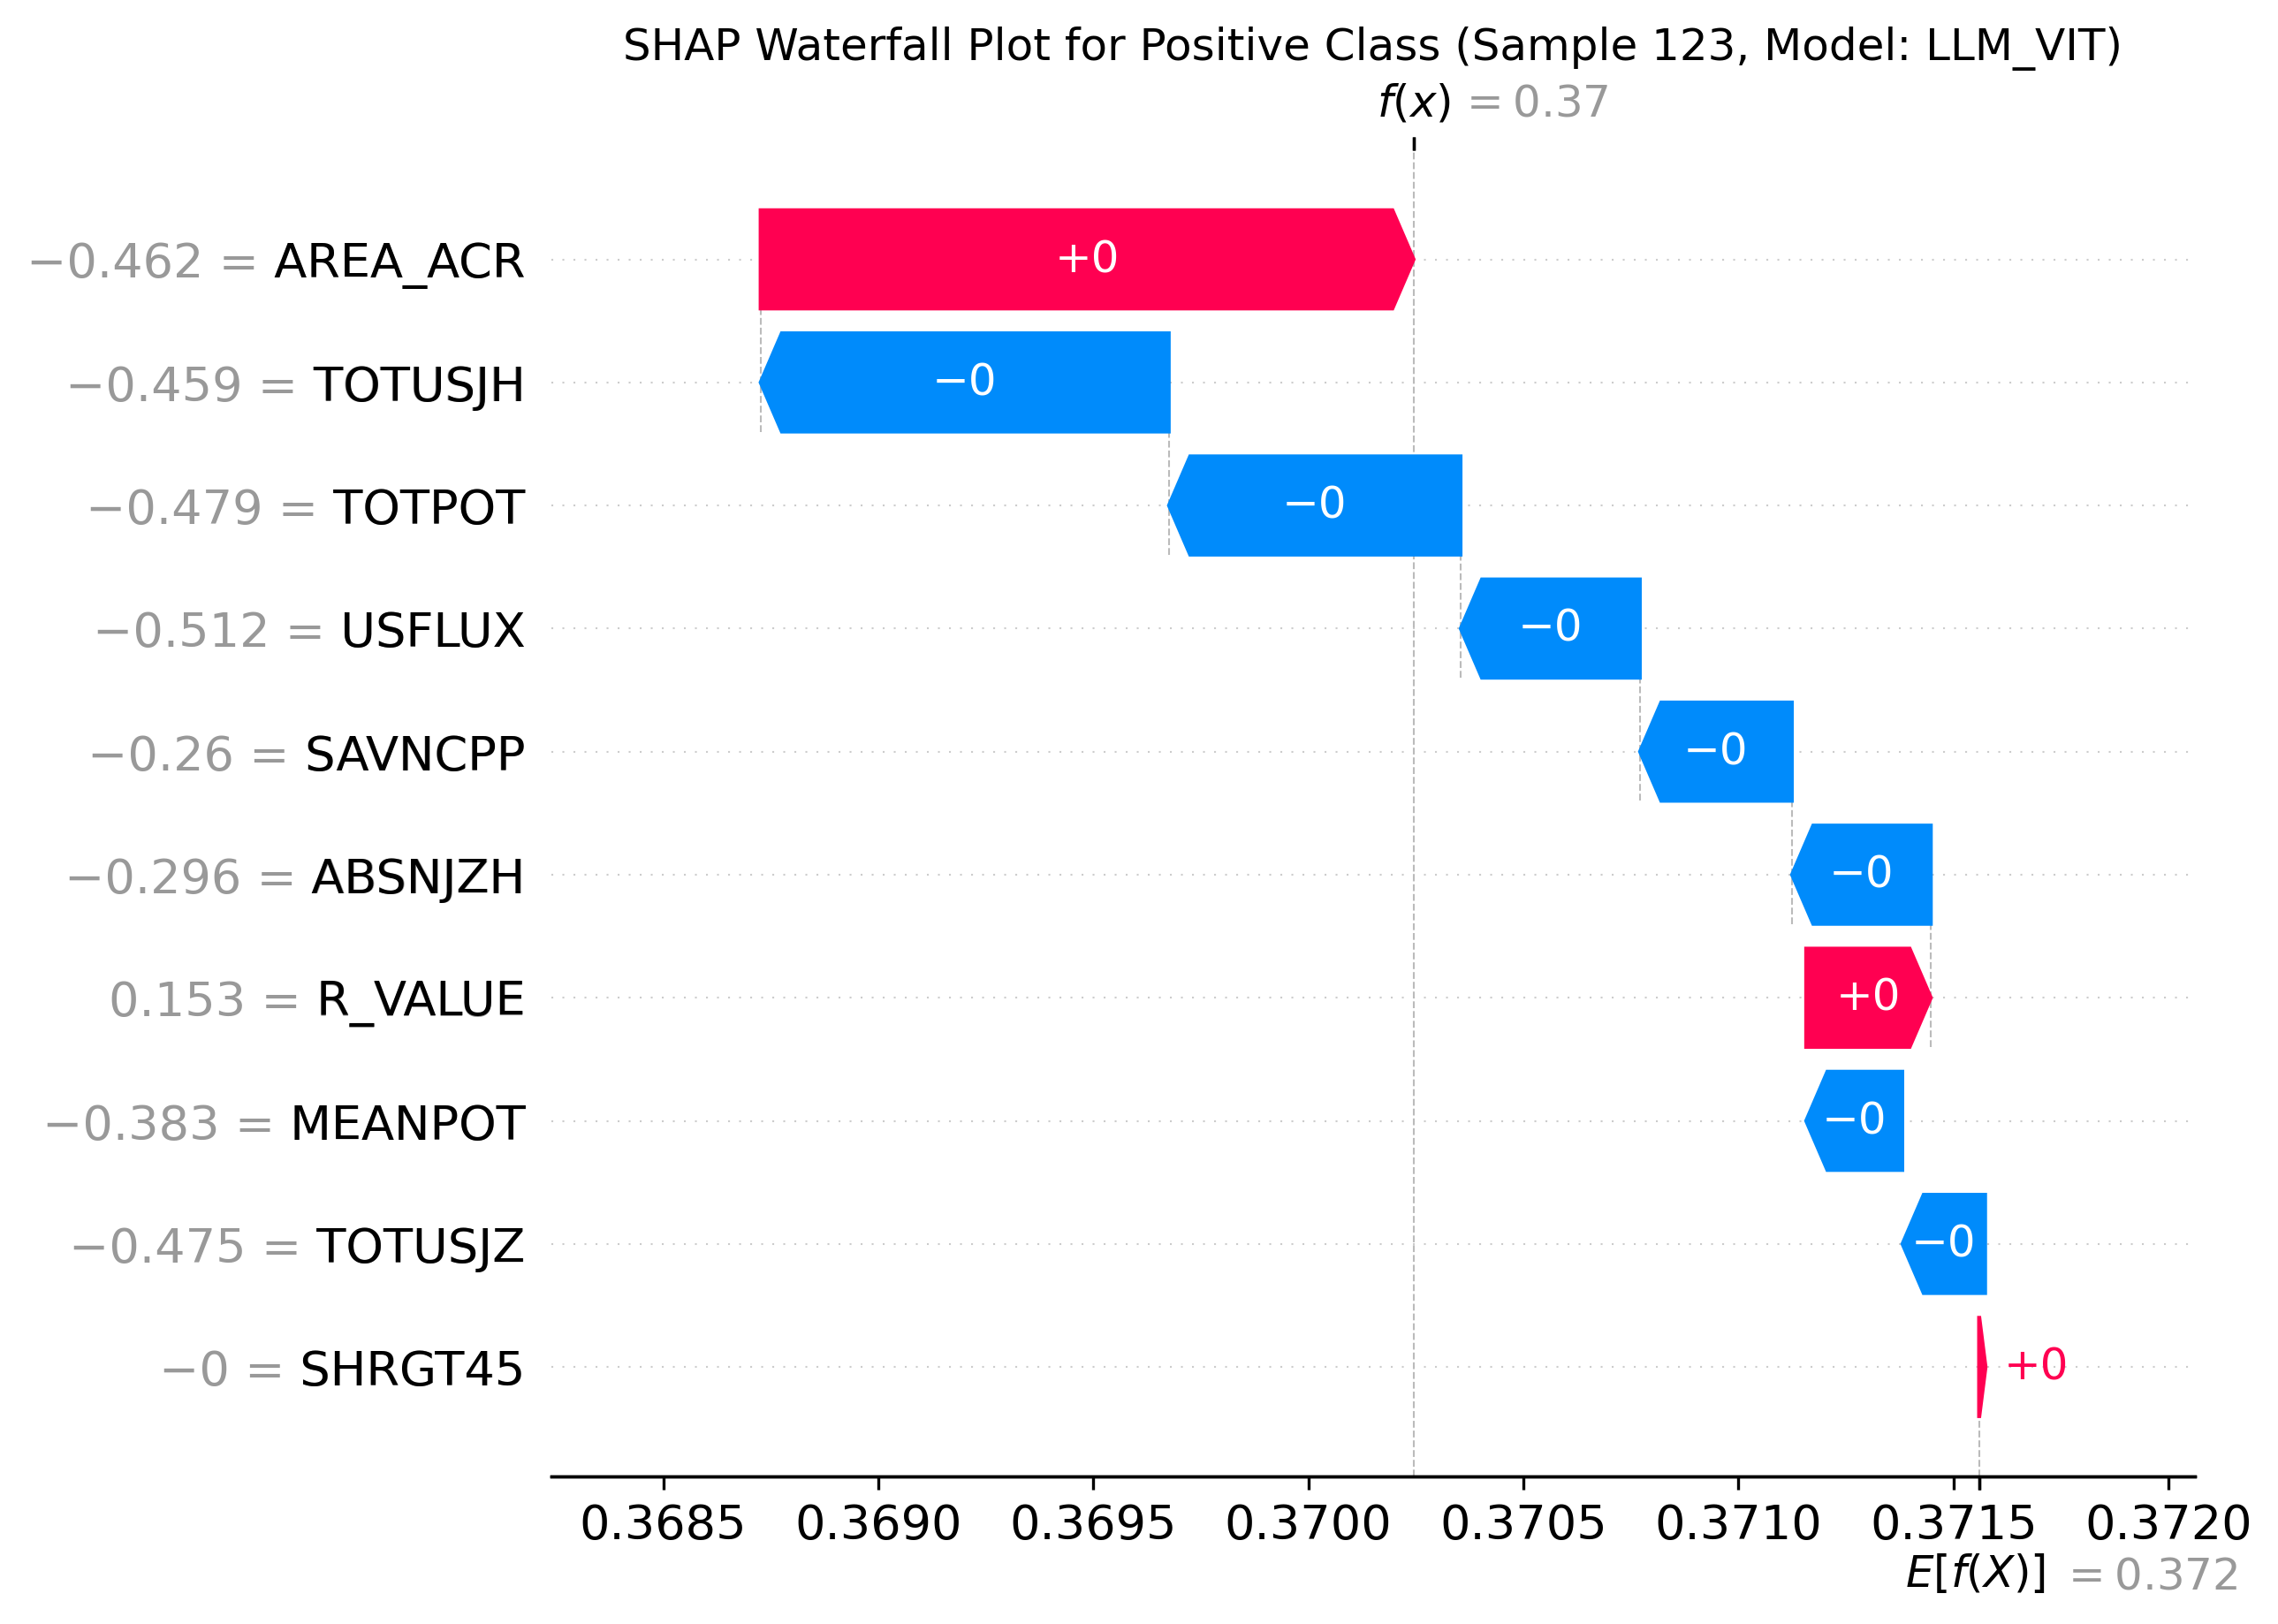 SHAP Waterfall Plot for Positive Class (Sample 123, Model: LLM_VIT)
f(x) = 0.37
−0.462 = AREA_ACR +0
−0.459 = TOTUSJH −0
−0.479 = TOTPOT −0
−0.512 = USFLUX −0
−0.26 = SAVNCPP −0
−0.296 = ABSNJZH −0
0.153 = R_VALUE +0
−0.383 = MEANPOT −0
−0.475 = TOTUSJZ −0
−0 = SHRGT45 +0
0.3685 0.3690 0.3695 0.3700 0.3705 0.3710 0.3715 0.3720
E[f(X)] = 0.372